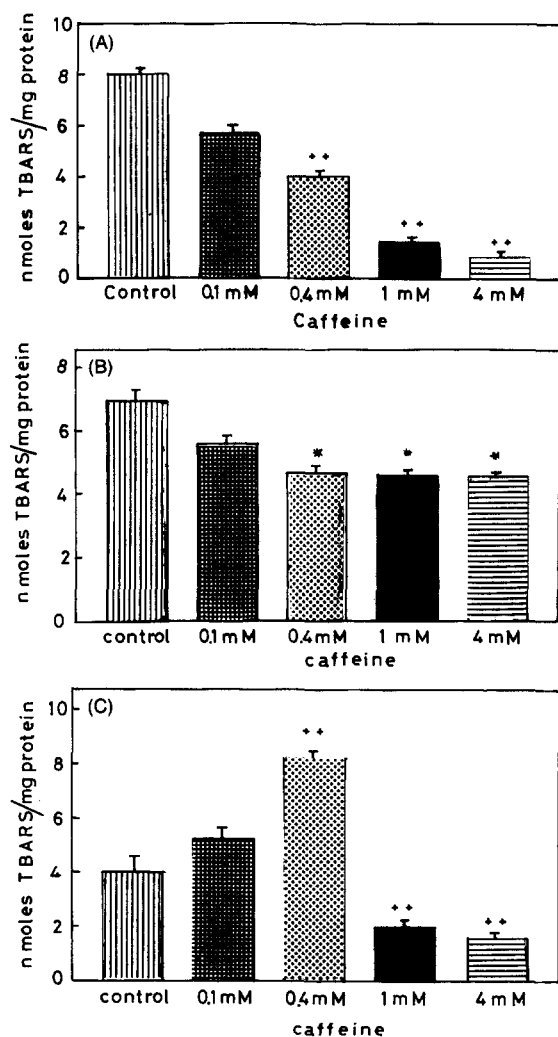 10
(A)
8
6
4
2
0
n moles TBARS/mg protein
++
++
++
Control 0.1 mM 0.4 mM 1 mM 4 mM
Caffeine
8
(B)
6
4
2
0
n moles TBARS/mg protein
*
*
*
control 0.1 mM 0.4 mM 1 mM 4 mM
caffeine
10
(C)
8
6
4
2
0
n moles TBARS/mg protein
++
++
++
control 0.1 mM 0.4 mM 1 mM 4 mM
caffeine